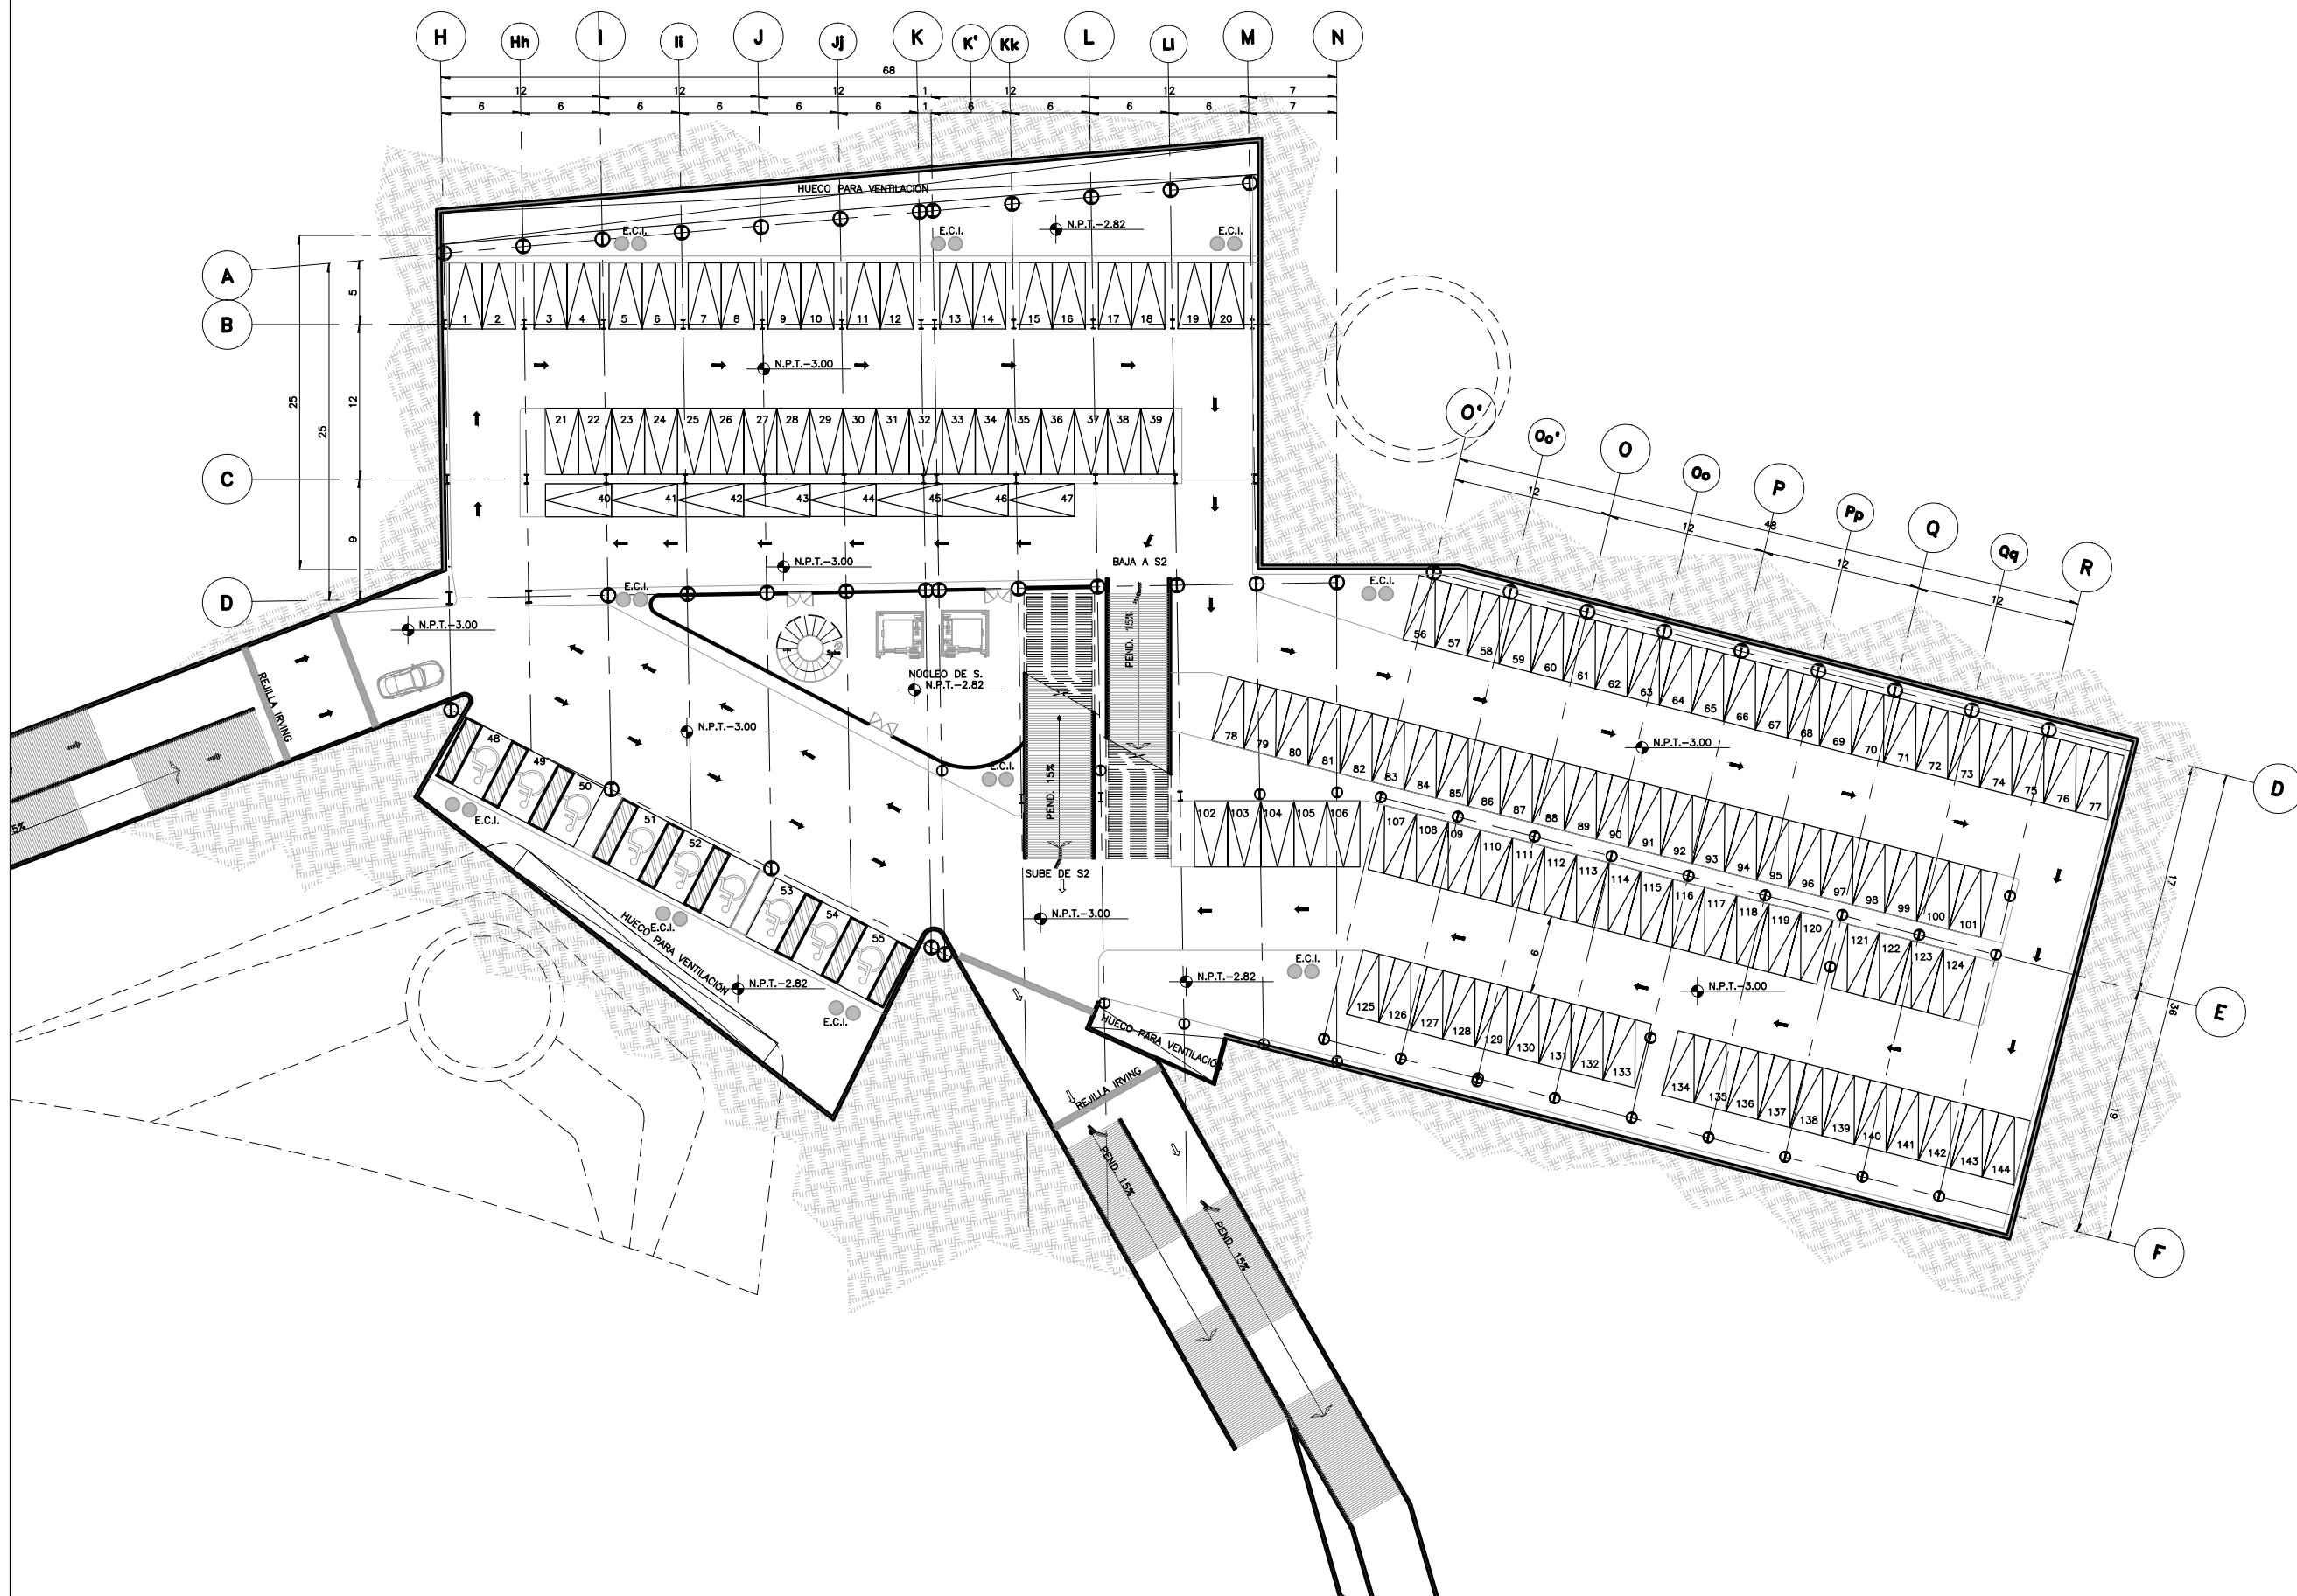 H Hh I Ii J Jj K K' Kk L Ll M N
68
12 12 12 1 12 12 7
6 6 6 6 6 6 1 6 6 6 6 7
HUECO PARA VENTILACIÓN
E.C.I. E.C.I. N.P.T.-2.82 E.C.I.
A
B
C
D
5
12
9
25
25
1 2 3 4 5 6 7 8 9 10 11 12 13 14 15 16 17 18 19 20
N.P.T.-3.00
21 22 23 24 25 26 27 28 29 30 31 32 33 34 35 36 37 38 39
40 41 42 43 44 45 46 47
O' Oo' O Oo P Pp Q Qq R
48
12 12 12 12
N.P.T.-3.00
BAJA A S2
E.C.I.
E.C.I.
N.P.T.-3.00
PEND. 15%
Sube
NÚCLEO DE S.
N.P.T.-2.82
REJILLA IRVING
N.P.T.-3.00
5%
56 57 58 59 60 61 62 63 64 65 66 67 68 69 70 71 72 73 74 75 76 77
N.P.T.-3.00
78 79 80 81 82 83 84 85 86 87 88 89 90 91 92 93 94 95 96 97 98 99 100 101
48 49 50 51 52 53 54 55
E.C.I.
E.C.I.
E.C.I.
E.C.I.
HUECO PARA VENTILACIÓN
N.P.T.-2.82
PEND. 15%
SUBE DE S2
N.P.T.-3.00
102 103 104 105 106
107 108 109 110 111 112 113 114 115 116 117 118 119 120 121 122 123 124
9
N.P.T.-3.00
E.C.I.
N.P.T.-2.82
125 126 127 128 129 130 131 132 133
134 135 136 137 138 139 140 141 142 143 144
17
36
19
D
E
F
HUECO PARA VENTILACIÓN
REJILLA IRVING
PEND. 15%
PEND. 15%